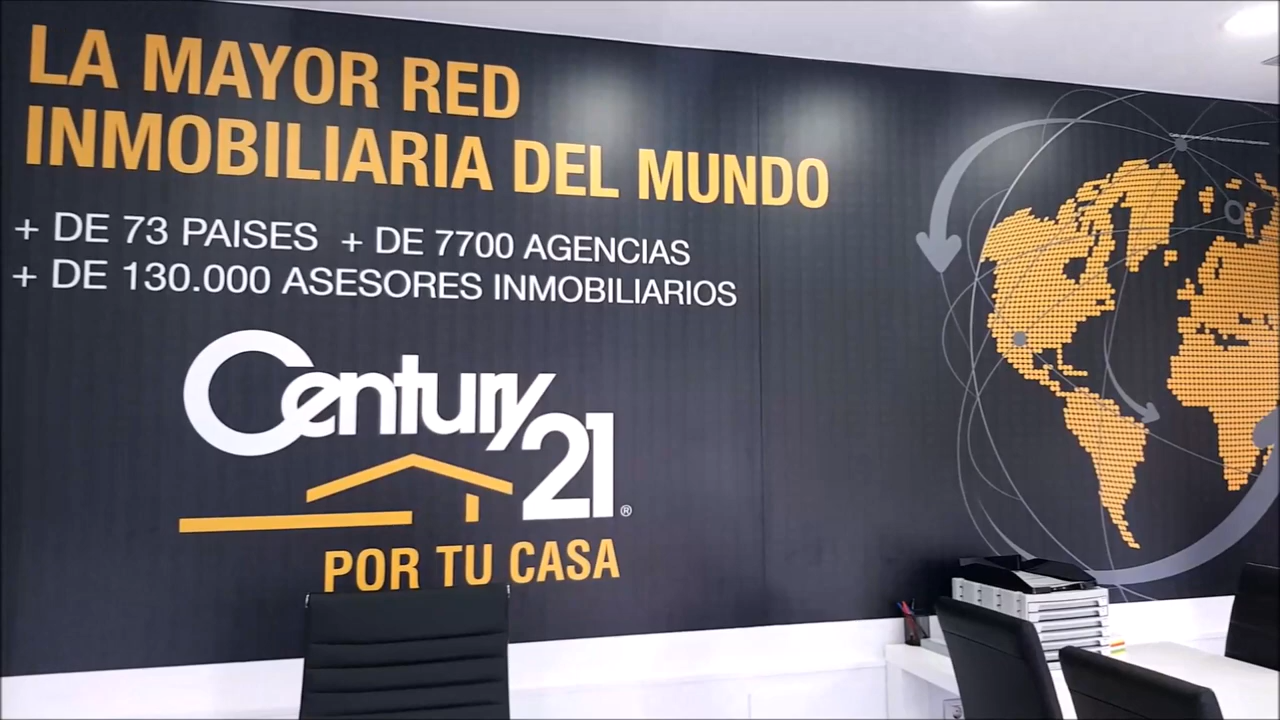 LA MAYOR RED
INMOBILIARIA DEL MUNDO
+ DE 73 PAISES + DE 7700 AGENCIAS
+ DE 130.000 ASESORES INMOBILIARIOS
Century
21®
POR TU CASA